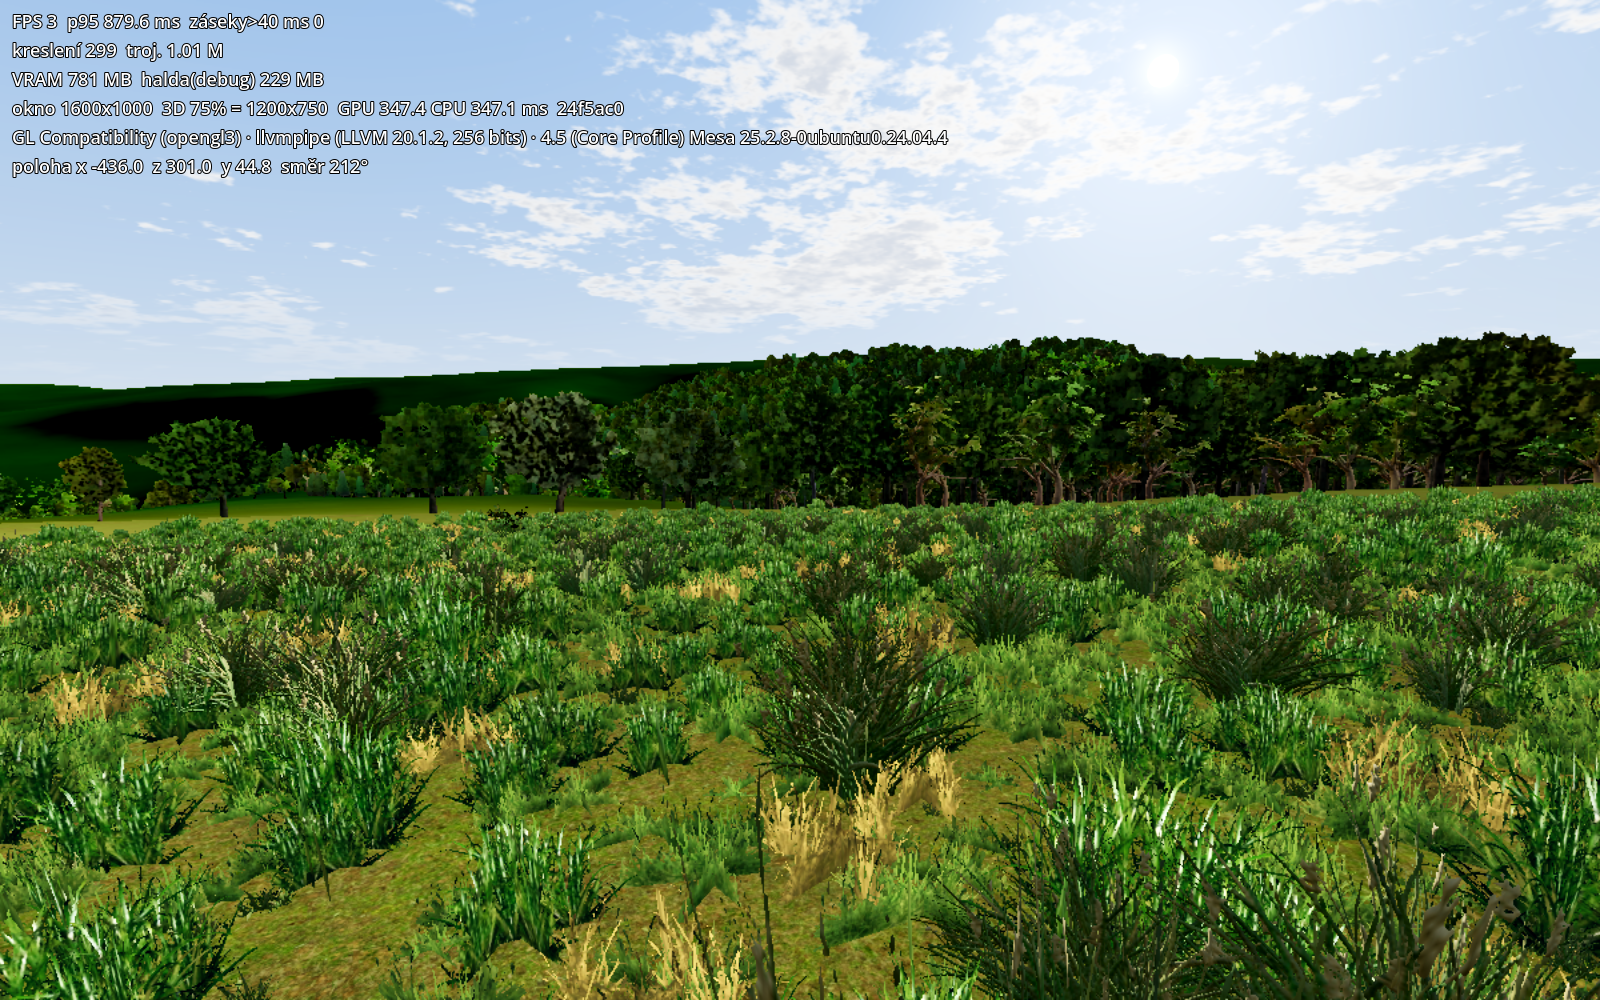 FPS 3  p95 879.6 ms  záseky>40 ms 0
kreslení 299  troj. 1.01 M
VRAM 781 MB  halda(debug) 229 MB
okno 1600x1000  3D 75% = 1200x750  GPU 347.4 CPU 347.1 ms  24f5ac0
GL Compatibility (opengl3) · llvmpipe (LLVM 20.1.2, 256 bits) · 4.5 (Core Profile) Mesa 25.2.8-0ubuntu0.24.04.4
poloha x -436.0  z 301.0  y 44.8  směr 212°